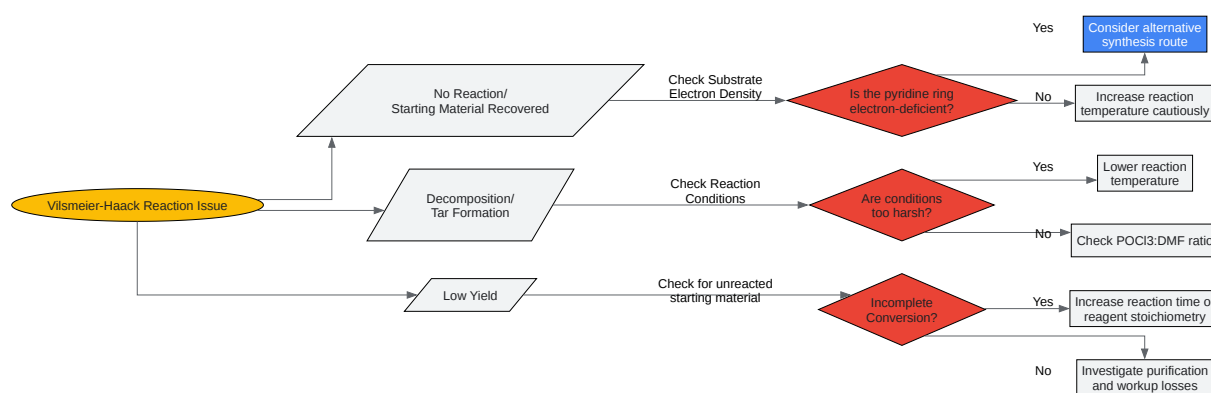 Yes
Consider alternative
synthesis route
No Reaction/
Starting Material Recovered
Check Substrate
Electron Density
Is the pyridine ring
electron-deficient?
No
Increase reaction
temperature cautiously
Vilsmeier-Haack Reaction Issue
Decomposition/
Tar Formation
Check Reaction
Conditions
Are conditions
too harsh?
Yes
Lower reaction
temperature
No
Check POCl3:DMF ratio
Low Yield
Check for unreacted
starting material
Incomplete
Conversion?
Yes
Increase reaction time o
reagent stoichiometry
No
Investigate purification
and workup losses